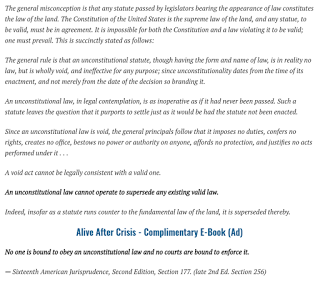 The general misconception is that any statute passed by legislators bearing the appearance of law constitutes
the law of the land. The Constitution of the United States is the supreme law of the land, and any statue, to
be valid, must be in agreement. It is impossible for both the Constitution and a law violating it to be valid;
one must prevail. This is succinctly stated as follows:
The general rule is that an unconstitutional statute, though having the form and name of law, is in reality no
law, but is wholly void, and ineffective for any purpose; since unconstitutionality dates from the time of its
enactment, and not merely from the date of the decision so branding it.
An unconstitutional law, in legal contemplation, is as inoperative as if it had never been passed. Such a
statute leaves the question that it purports to settle just as it would be had the statute not been enacted.
Since an unconstitutional law is void, the general principals follow that it imposes no duties, confers no
rights, creates no office, bestows no power or authority on anyone, affords no protection, and justifies no acts
performed under it . . .
A void act cannot be legally consistent with a valid one.
An unconstitutional law cannot operate to supersede any existing valid law.
Indeed, insofar as a statute runs counter to the fundamental law of the land, it is superseded thereby.
Alive After Crisis - Complimentary E-Book (Ad)
No one is bound to obey an unconstitutional law and no courts are bound to enforce it.
— Sixteenth American Jurisprudence, Second Edition, Section 177. (late 2nd Ed. Section 256)